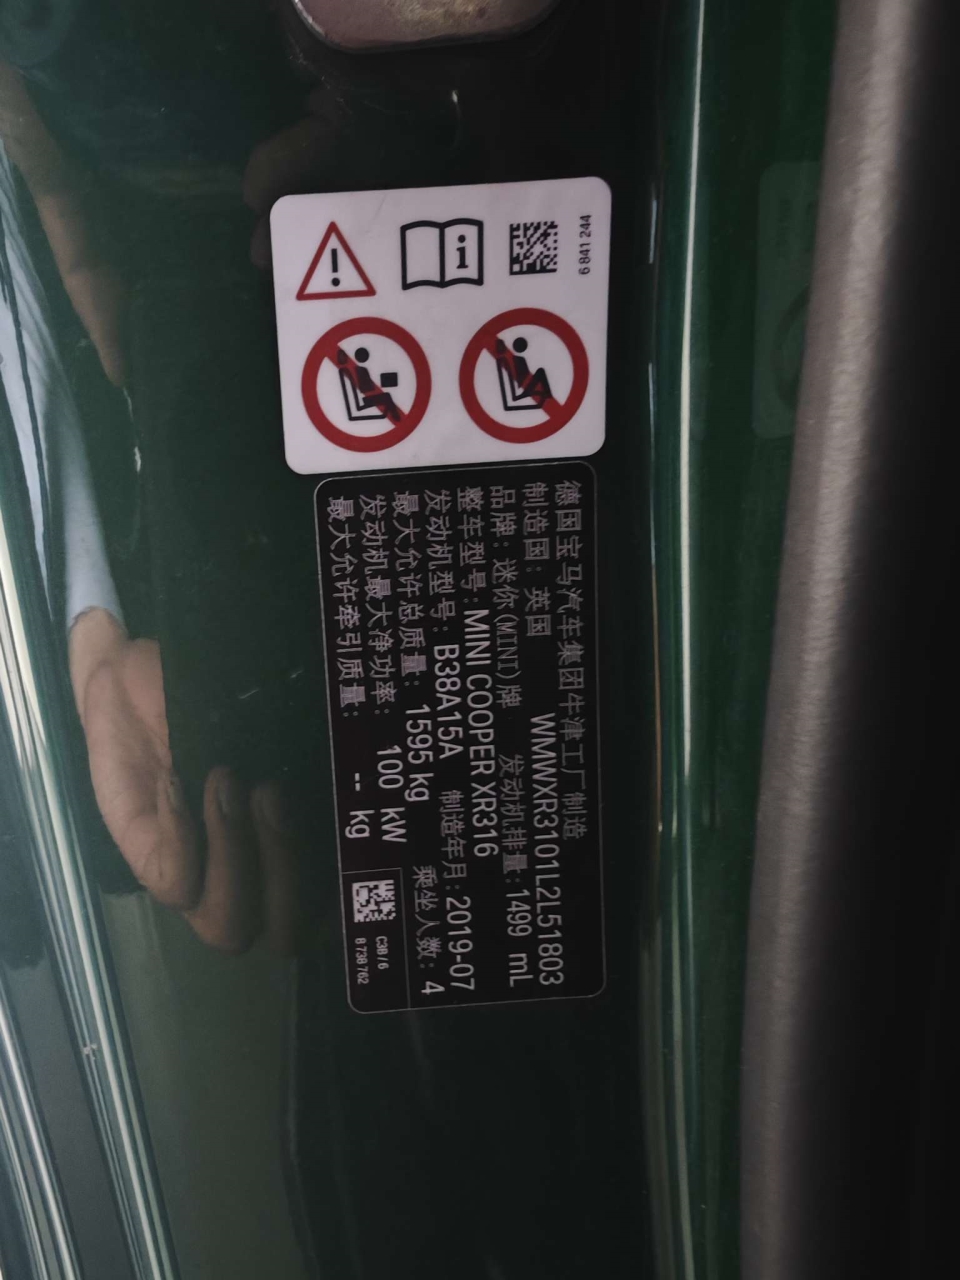 6 841 244
德国宝马汽车集团牛津工厂制造
制造国：英国 WMWXR3101L2L51803
品牌：迷你(MINI)牌 发动机排量：1499 mL
整车型号：MINI COOPER XR316
发动机型号：B38A15A 制造年月：2019-07
最大允许总质量：1595 kg 乘坐人数：4
发动机最大净功率：100 kW
最大允许牵引质量：-- kg
C3B / 6
8 738 762